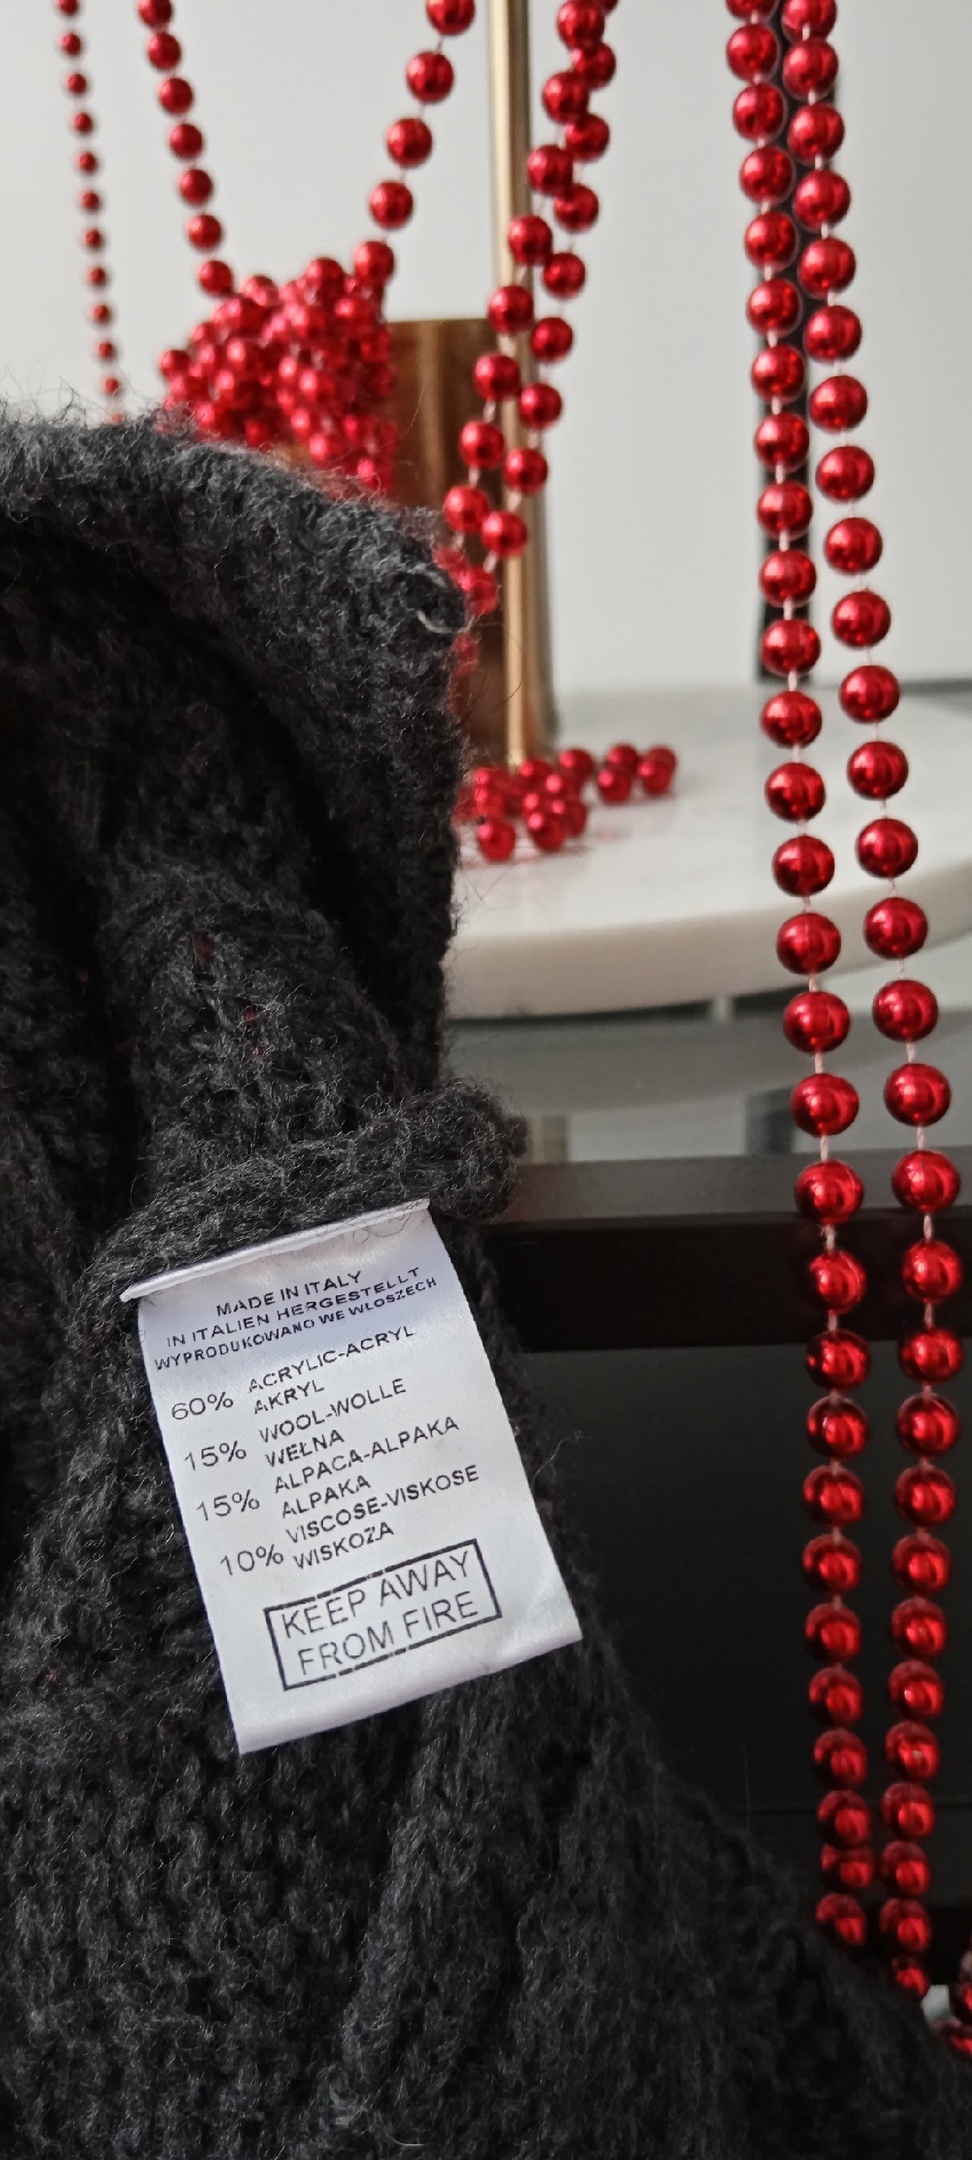 MADE IN ITALY
IN ITALIEN HERGESTELLT
WYPRODUKOWANO WE WŁOSZECH
60% ACRYLIC-ACRYL
AKRYL
15% WOOL-WOLLE
WEŁNA
15% ALPACA-ALPAKA
ALPAKA
10% VISCOSE-VISKOSE
WISKOZA
KEEP AWAY
FROM FIRE